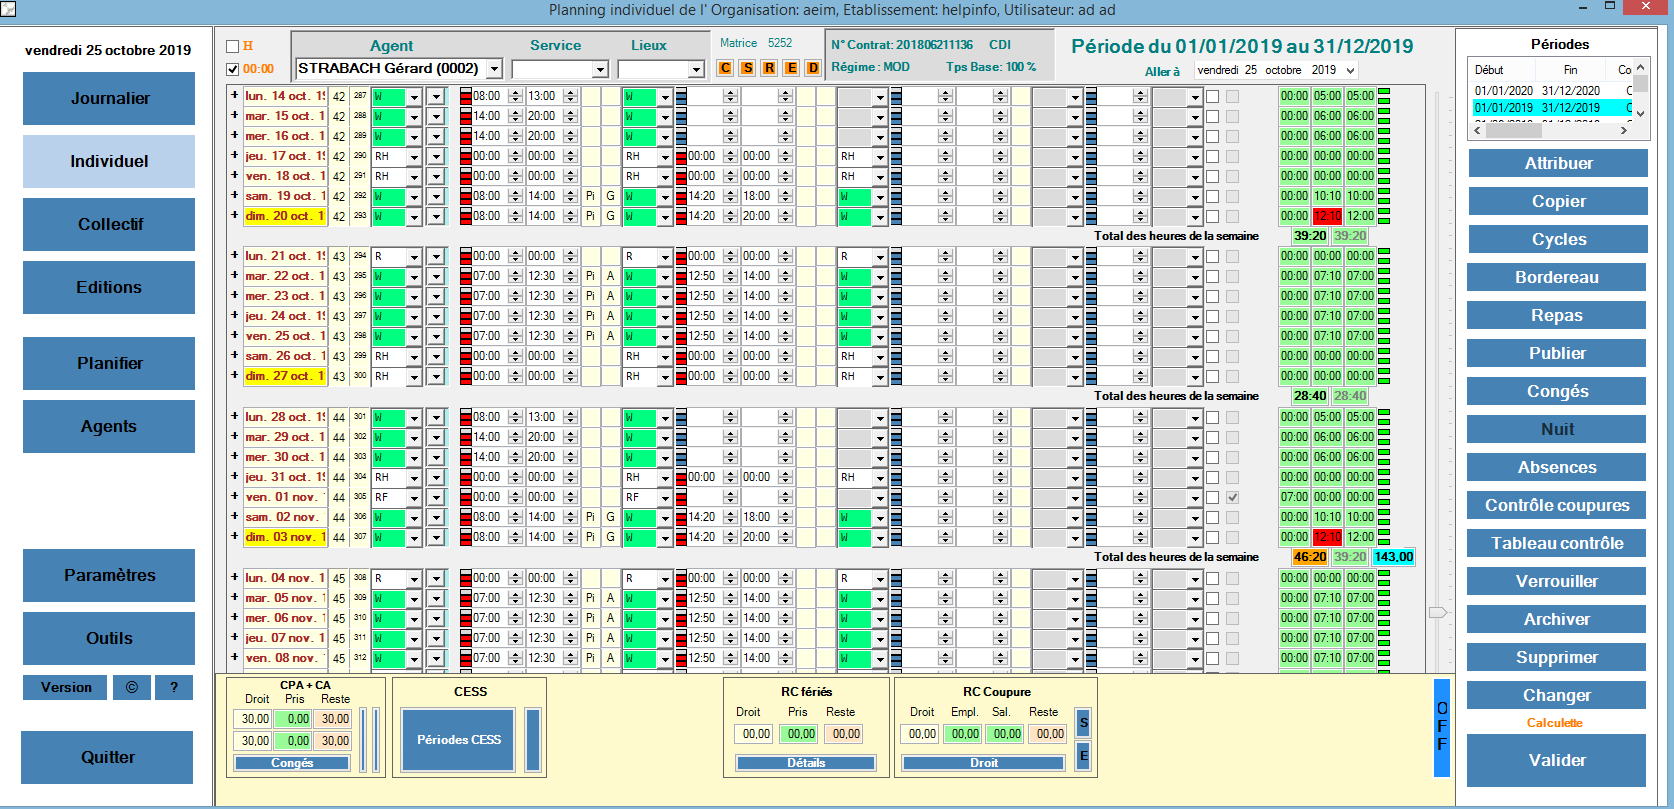 Planning individuel de l' Organisation: aeim, Etablissement: helpinfo, Utilisateur: ad ad
vendredi 25 octobre 2019
Journalier
Individuel
Collectif
Editions
Planifier
Agents
Paramètres
Outils
Version © ?
Quitter
H
00:00
Agent Service Lieux
STRABACH Gérard (0002)
Matrice 5252
C S R E D
N° Contrat: 201806211136 CDI
Régime : MOD Tps Base: 100 %
Période du 01/01/2019 au 31/12/2019
Aller à vendredi 25 octobre 2019
+ lun. 14 oct. 1 42 287 W 08:00 13:00 W 00:00 05:00 05:00
+ mar. 15 oct. 1 42 288 W 14:00 20:00 W 00:00 06:00 06:00
+ mer. 16 oct. 1 42 289 W 14:00 20:00 W 00:00 06:00 06:00
+ jeu. 17 oct. 1 42 290 RH 00:00 00:00 RH 00:00 00:00 RH 00:00 00:00 00:00
+ ven. 18 oct. 1 42 291 RH 00:00 00:00 RH 00:00 00:00 RH 00:00 00:00 00:00
+ sam. 19 oct. 1 42 292 W 08:00 14:00 Pi G W 14:20 18:00 W 00:00 10:10 10:00
+ dim. 20 oct. 1 42 293 W 08:00 14:00 Pi G W 14:20 20:00 W 00:00 12:10 12:00
Total des heures de la semaine 39:20 39:20
+ lun. 21 oct. 1 43 294 R 00:00 00:00 R 00:00 00:00 R 00:00 00:00 00:00
+ mar. 22 oct. 1 43 295 W 07:00 12:30 Pi A W 12:50 14:00 W 00:00 07:10 07:00
+ mer. 23 oct. 1 43 296 W 07:00 12:30 Pi A W 12:50 14:00 W 00:00 07:10 07:00
+ jeu. 24 oct. 1 43 297 W 07:00 12:30 Pi A W 12:50 14:00 W 00:00 07:10 07:00
+ ven. 25 oct. 1 43 298 W 07:00 12:30 Pi A W 12:50 14:00 W 00:00 07:10 07:00
+ sam. 26 oct. 1 43 299 RH 00:00 00:00 RH 00:00 00:00 RH 00:00 00:00 00:00
+ dim. 27 oct. 1 43 300 RH 00:00 00:00 RH 00:00 00:00 RH 00:00 00:00 00:00
Total des heures de la semaine 28:40 28:40
+ lun. 28 oct. 1 44 301 W 08:00 13:00 W 00:00 05:00 05:00
+ mar. 29 oct. 1 44 302 W 14:00 20:00 W 00:00 06:00 06:00
+ mer. 30 oct. 1 44 303 W 14:00 20:00 W 00:00 06:00 06:00
+ jeu. 31 oct. 1 44 304 RH 00:00 00:00 RH 00:00 00:00 RH 00:00 00:00 00:00
+ ven. 01 nov. 44 305 RF 00:00 00:00 RF 07:00 00:00 00:00
+ sam. 02 nov. 44 306 W 08:00 14:00 Pi G W 14:20 18:00 W 00:00 10:10 10:00
+ dim. 03 nov. 1 44 307 W 08:00 14:00 Pi G W 14:20 20:00 W 00:00 12:10 12:00
Total des heures de la semaine 46:20 39:20 143,00
+ lun. 04 nov. 1 45 308 R 00:00 00:00 R 00:00 00:00 R 00:00 00:00 00:00
+ mar. 05 nov. 45 309 W 07:00 12:30 Pi A W 12:50 14:00 W 00:00 07:10 07:00
+ mer. 06 nov. 45 310 W 07:00 12:30 Pi A W 12:50 14:00 W 00:00 07:10 07:00
+ jeu. 07 nov. 1 45 311 W 07:00 12:30 Pi A W 12:50 14:00 W 00:00 07:10 07:00
+ ven. 08 nov. 45 312 W 07:00 12:30 Pi A W 12:50 14:00 W 00:00 07:10 07:00
CPA + CA
Droit Pris Reste
30,00 0,00 30,00
30,00 0,00 30,00
Congés
CESS
Périodes CESS
RC fériés
Droit Pris Reste
00,00 00,00 00,00
Détails
RC Coupure
Droit Empl. Sal. Reste
00,00 00,00 00,00 00,00
Droit
S
E
OFF
Périodes
Début Fin Co
01/01/2020 31/12/2020 C
01/01/2019 31/12/2019 C
Attribuer
Copier
Cycles
Bordereau
Repas
Publier
Congés
Nuit
Absences
Contrôle coupures
Tableau contrôle
Verrouiller
Archiver
Supprimer
Changer
Calculette
Valider